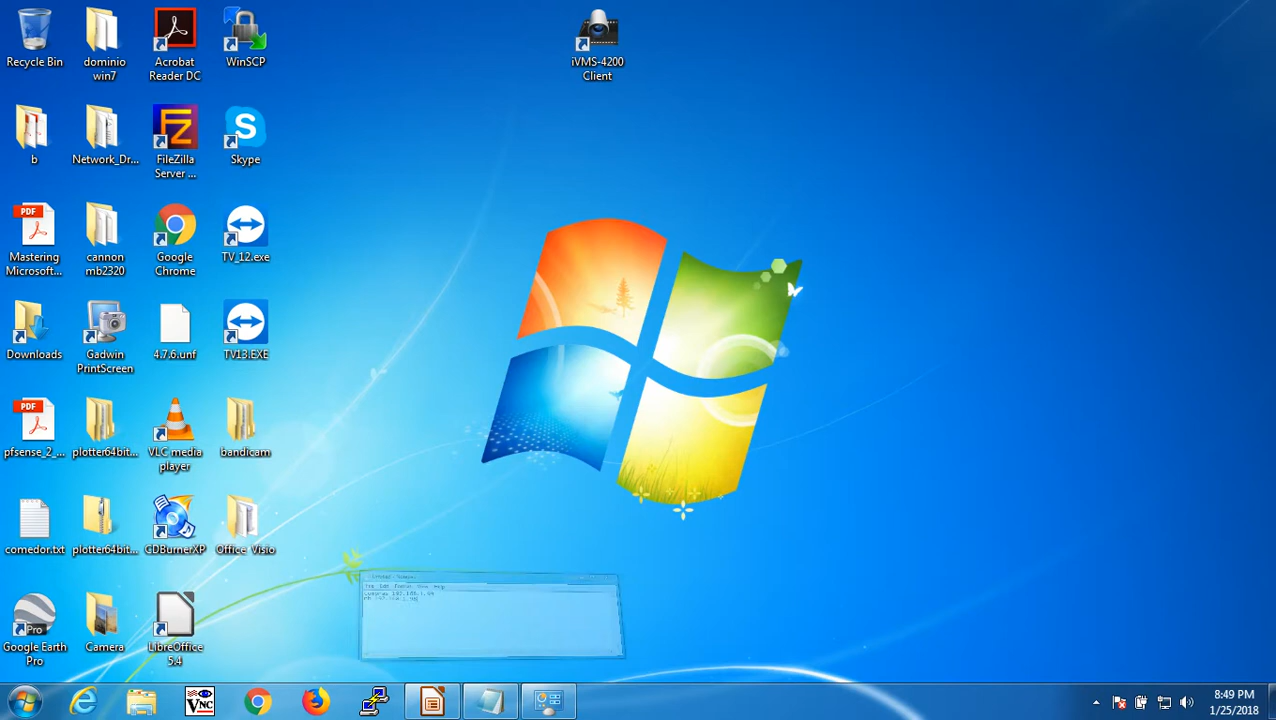 Recycle Bin
dominio win7
Acrobat Reader DC
WinSCP
iVMS-4200 Client
b
Network_Dr...
FileZilla Server ...
Skype
PDF
Mastering Microsoft...
cannon mb2320
Google Chrome
TV_12.exe
Downloads
Gadwin PrintScreen
4.7.6.unf
TV13.EXE
PDF
pfsense_2_...
plotter64bit...
VLC media player
bandicam
comedor.txt
plotter64bit...
CDBurnerXP
Office_Visio
Pro
Google Earth Pro
Camera
LibreOffice 5.4
VNC
8:49 PM
1/25/2018